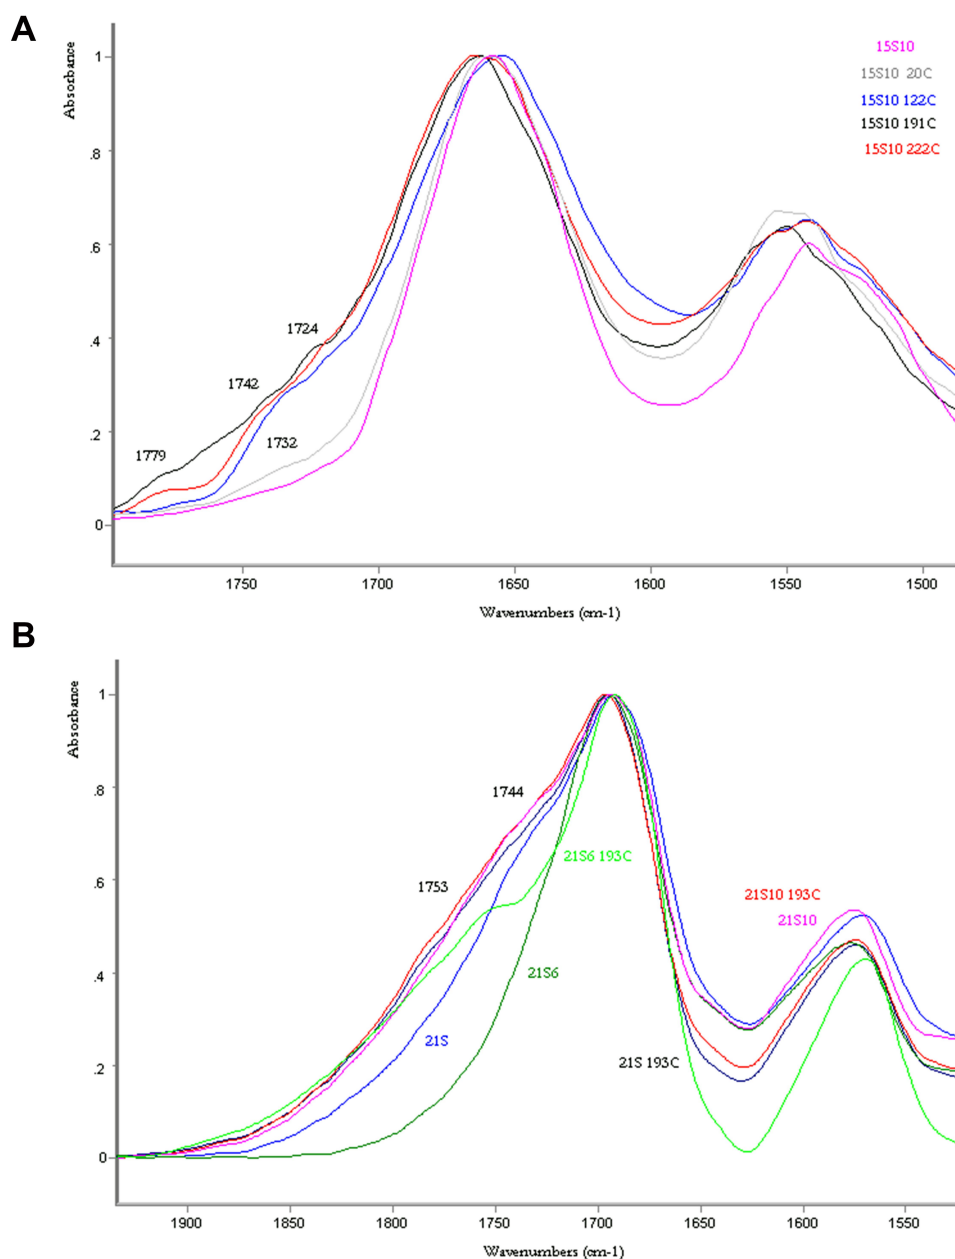 A
Absorbance
1
.8
.6
.4
.2
0
15S10
15S10 20C
15S10 122C
15S10 191C
15S10 222C
1724
1742
1732
1779
1750
1700
1650
1600
1550
1500
Wavenumbers (cm-1)
B
Absorbance
1
.8
.6
.4
.2
0
1744
1753
21S6 193C
21S10 193C
21S10
21S6
21S
21S 193C
1900
1850
1800
1750
1700
1650
1600
1550
Wavenumbers (cm-1)